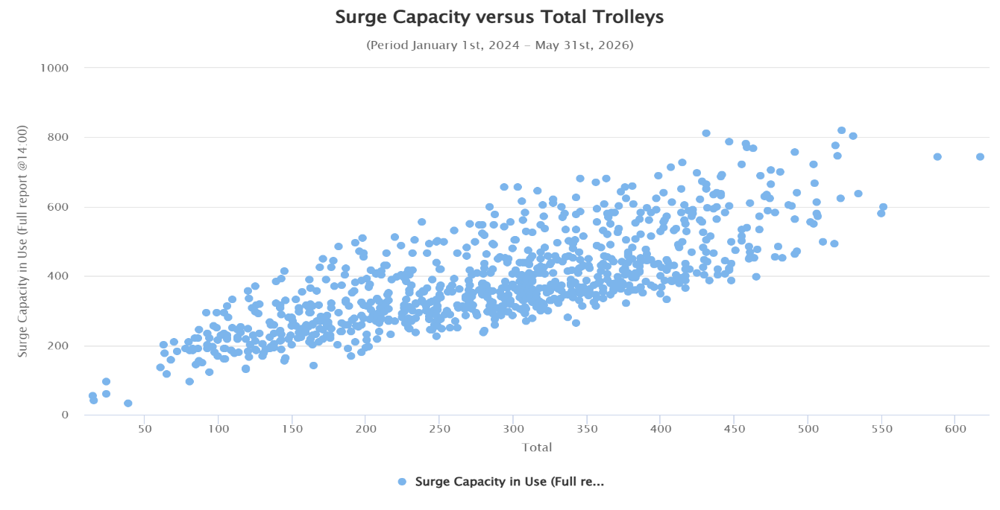 Surge Capacity versus Total Trolleys
(Period January 1st, 2024 – May 31st, 2026)
Surge Capacity in Use (Full report @14:00)
1000
800
600
400
200
0
50 100 150 200 250 300 350 400 450 500 550 600
Total
Surge Capacity in Use (Full re...